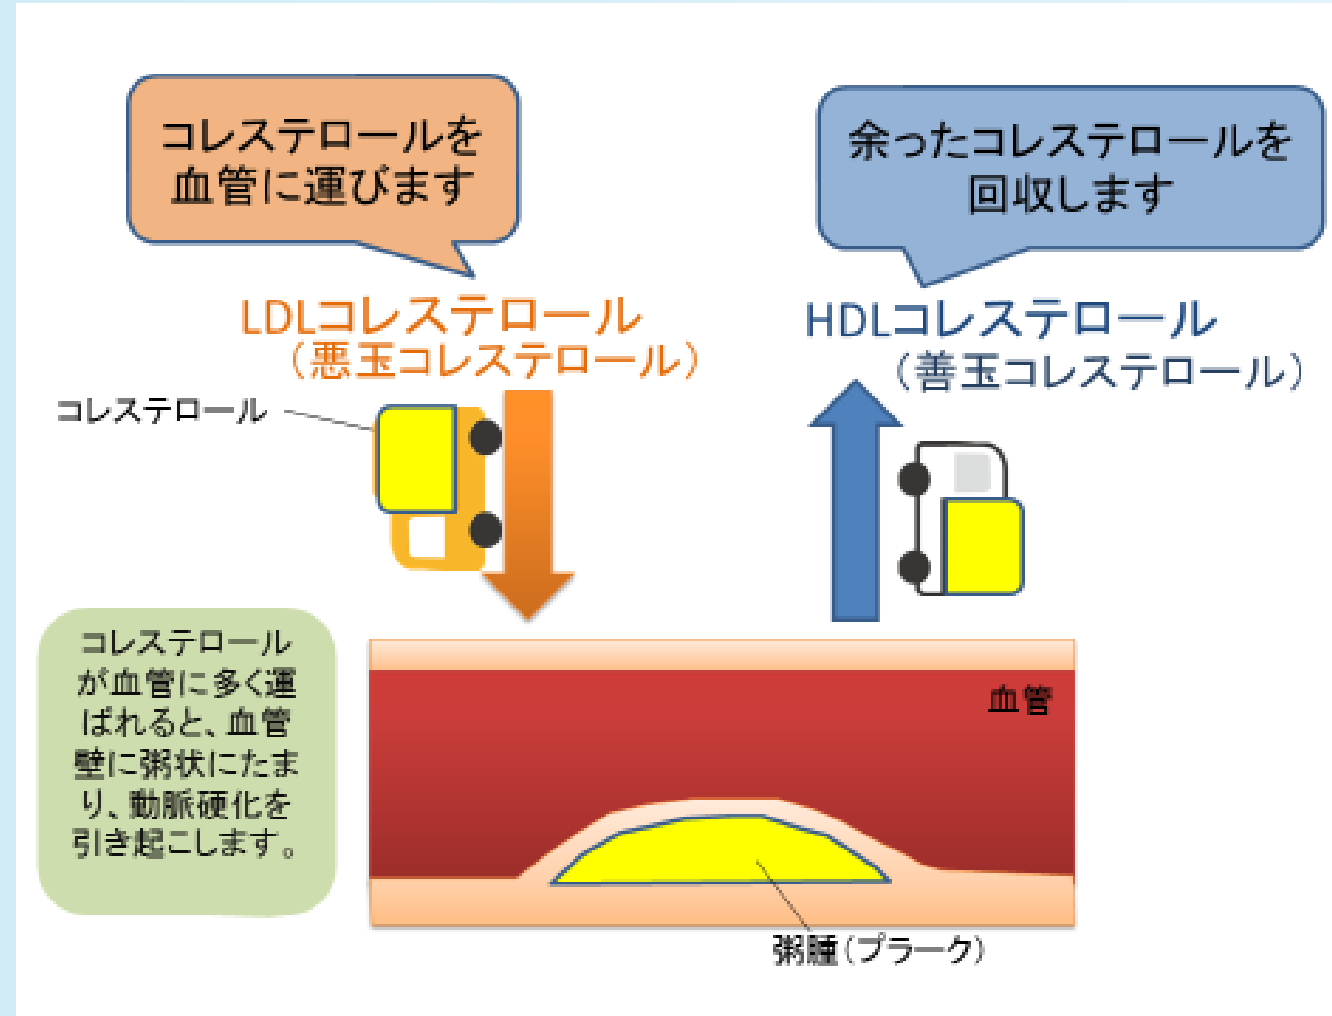 コレステロールを
血管に運びます
余ったコレステロールを
回収します
LDLコレステロール
（悪玉コレステロール）
HDLコレステロール
（善玉コレステロール）
コレステロール
コレステロール
が血管に多く運
ばれると、血管
壁に粥状にたま
り、動脈硬化を
引き起こします。
血管
粥腫（プラーク）